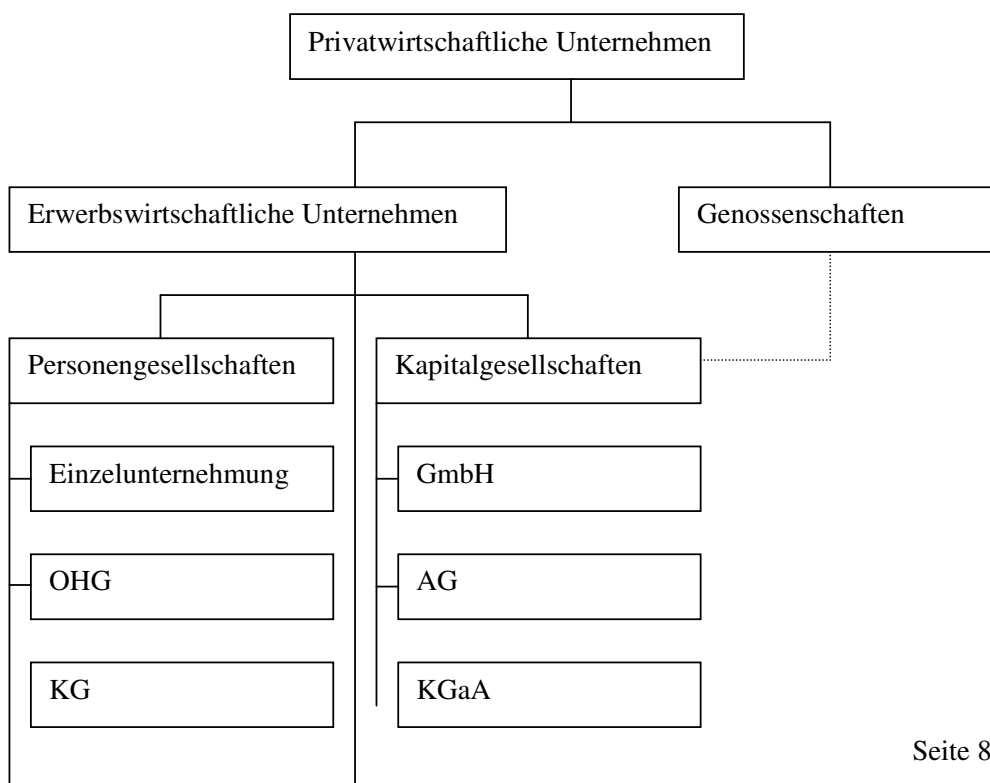 Privatwirtschaftliche Unternehmen
Erwerbswirtschaftliche Unternehmen
Genossenschaften
Personengesellschaften
Kapitalgesellschaften
Einzelunternehmung
GmbH
OHG
AG
KG
KGaA
Seite 8